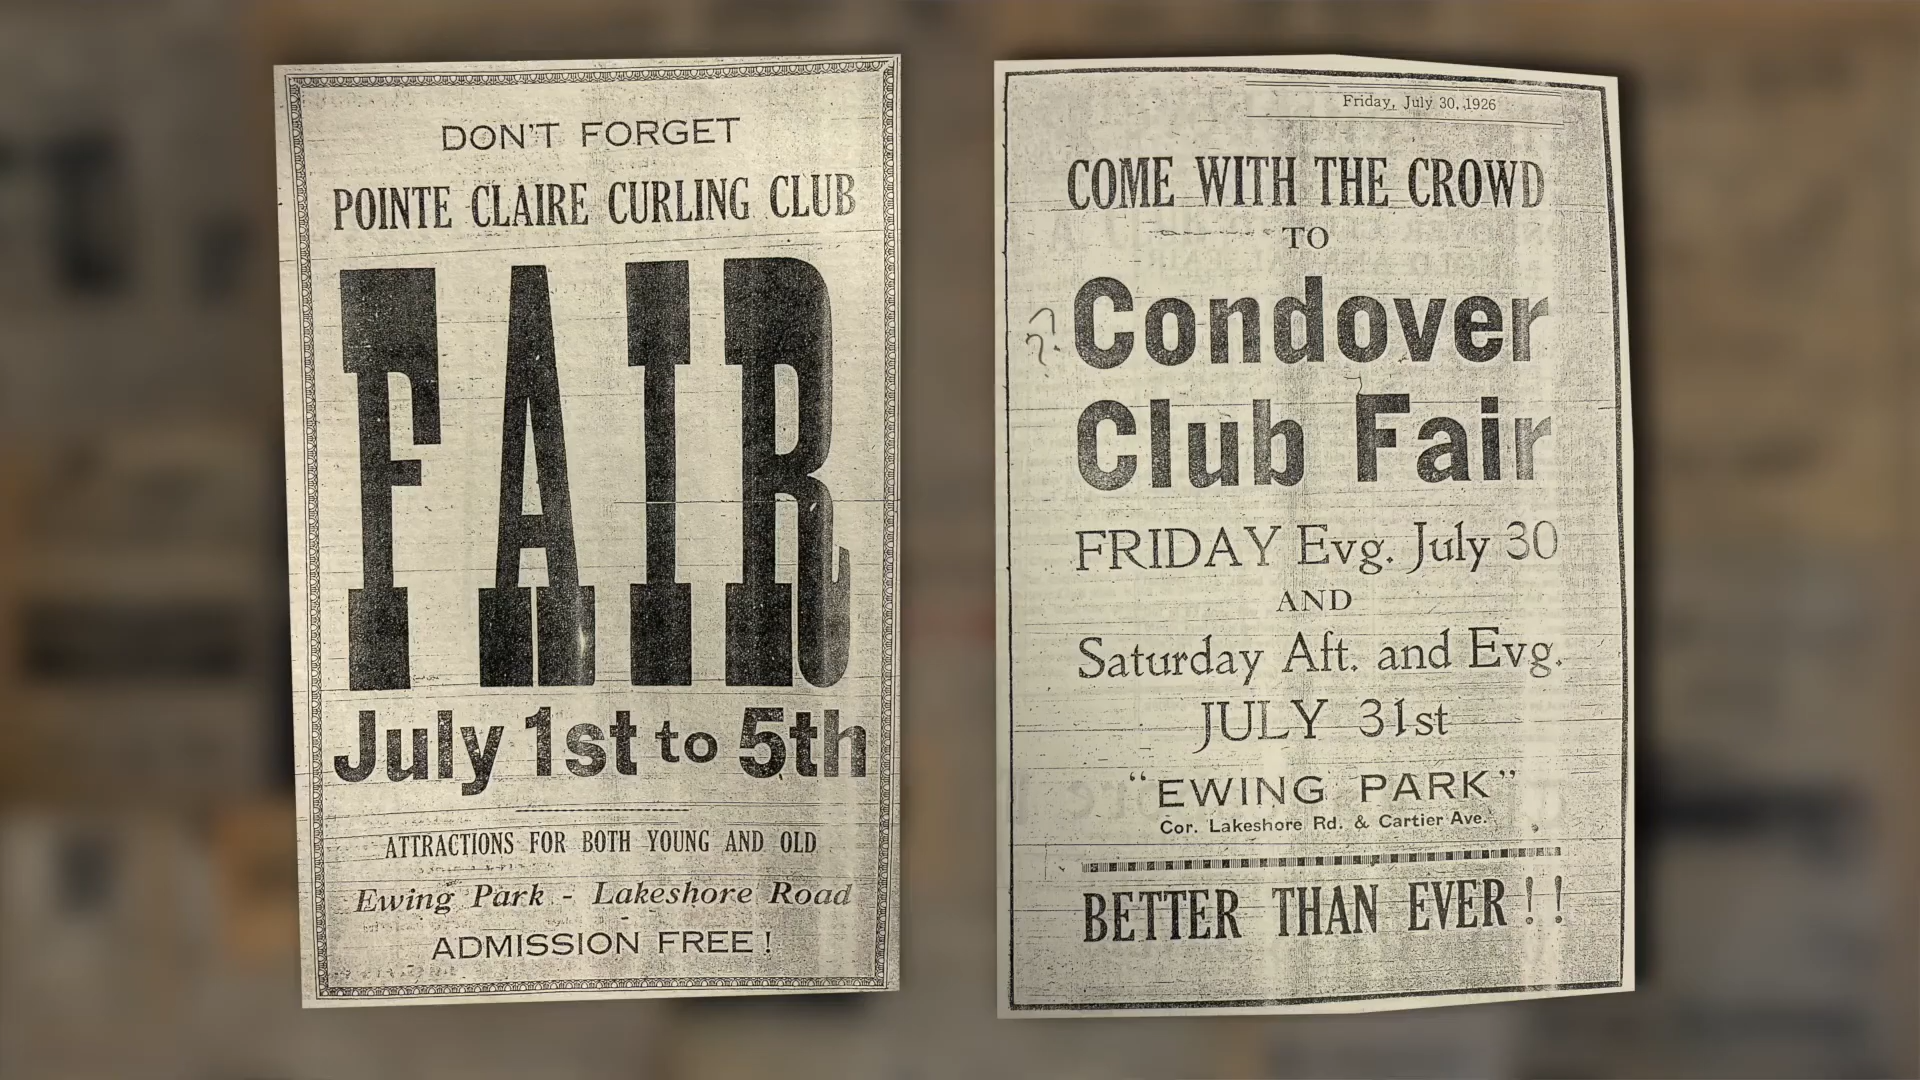 DON'T FORGET
POINTE CLAIRE CURLING CLUB
FAIR
July 1st to 5th
ATTRACTIONS FOR BOTH YOUNG AND OLD
Ewing Park - Lakeshore Road
ADMISSION FREE!
Friday, July 30, 1926
COME WITH THE CROWD
TO
??
Condover
Club Fair
FRIDAY Evg. July 30
AND
Saturday Aft. and Evg.
JULY 31st
"EWING PARK"
Cor. Lakeshore Rd. & Cartier Ave.
BETTER THAN EVER!!